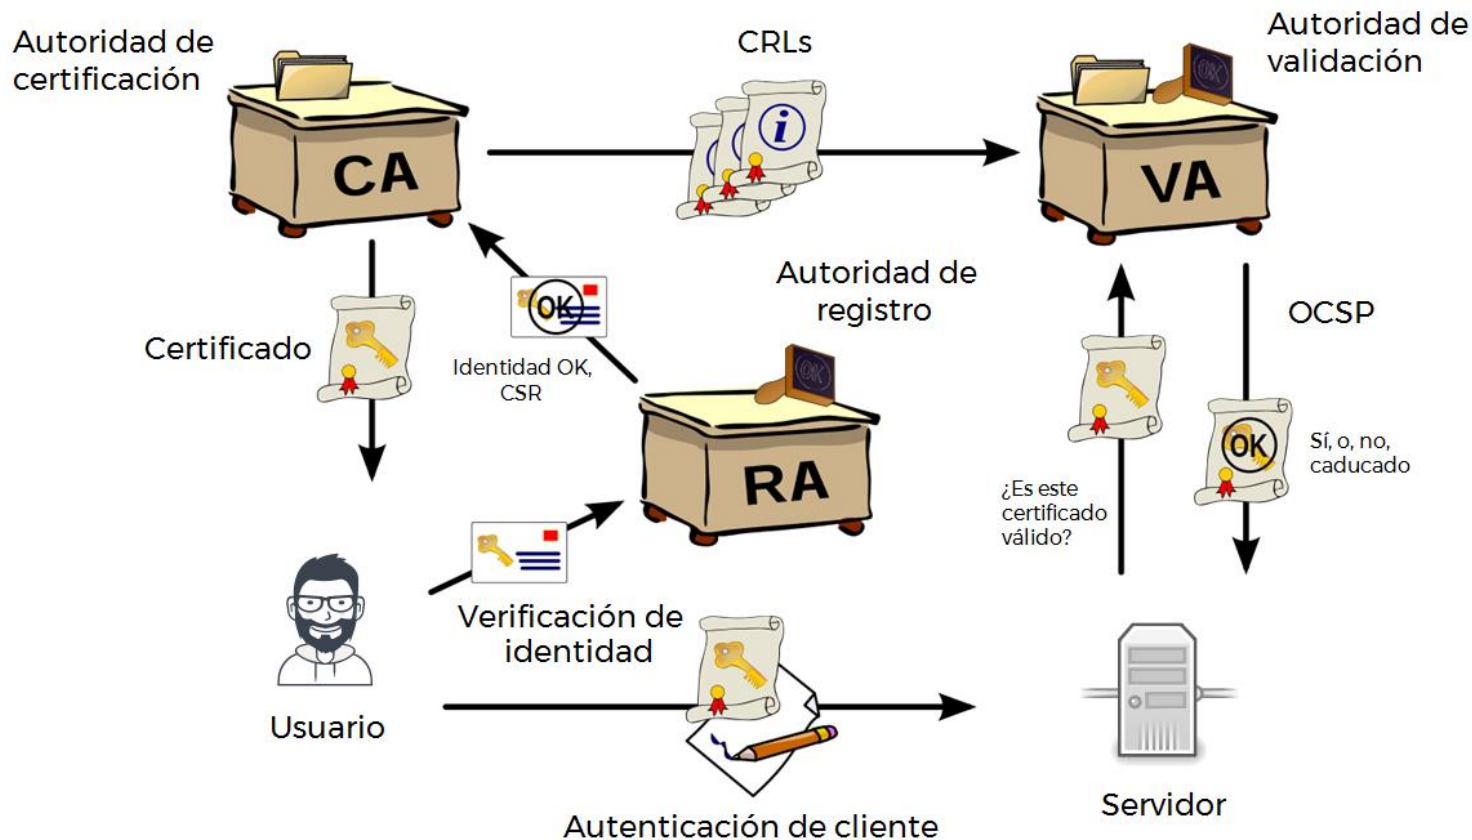 Autoridad de
certificación
CRLs
Autoridad de
validación
CA
VA
OK
Autoridad de
registro
OCSP
Certificado
OK
Identidad OK,
CSR
OK
RA
OK
Sí, o, no,
caducado
¿Es este
certificado
válido?
Verificación de
identidad
Usuario
Servidor
Autenticación de cliente
i